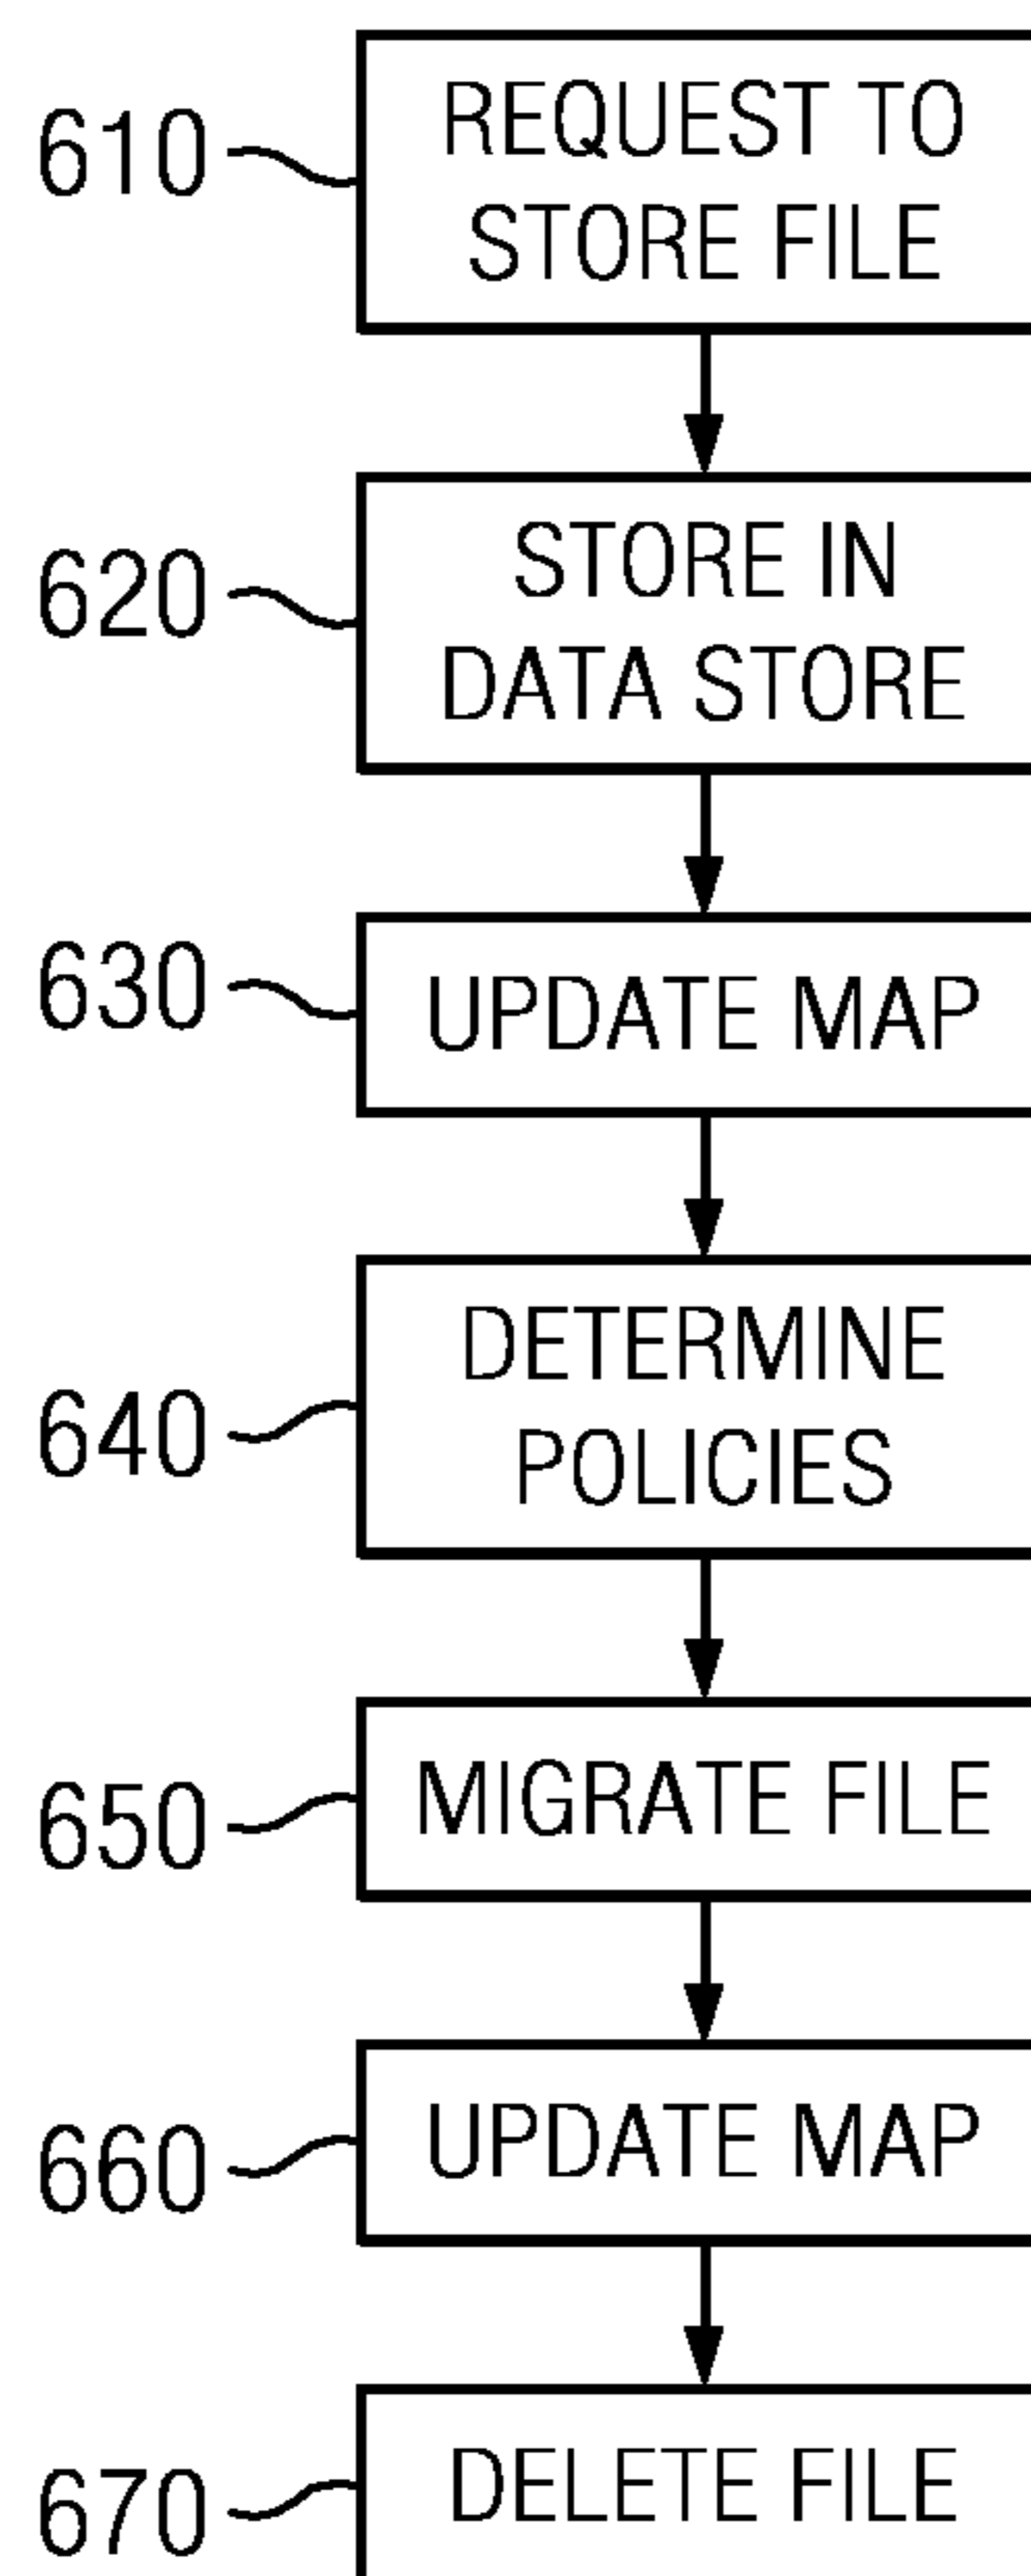 610
REQUEST TO
STORE FILE
620
STORE IN
DATA STORE
630
UPDATE MAP
640
DETERMINE
POLICIES
650
MIGRATE FILE
660
UPDATE MAP
670
DELETE FILE